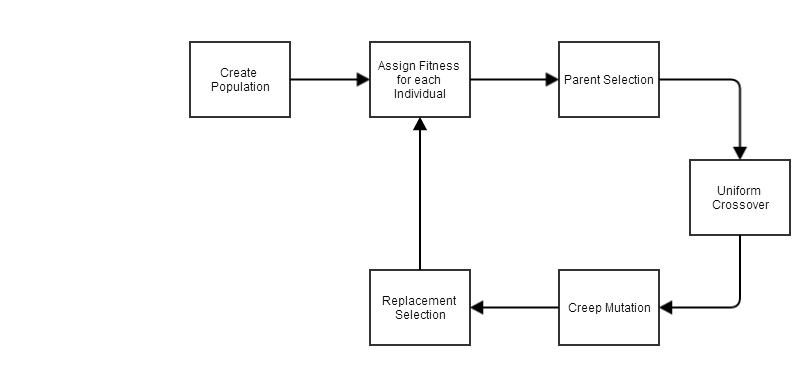 Create
Population
Assign Fitness
for each
Individual
Parent Selection
Uniform
Crossover
Creep Mutation
Replacement
Selection